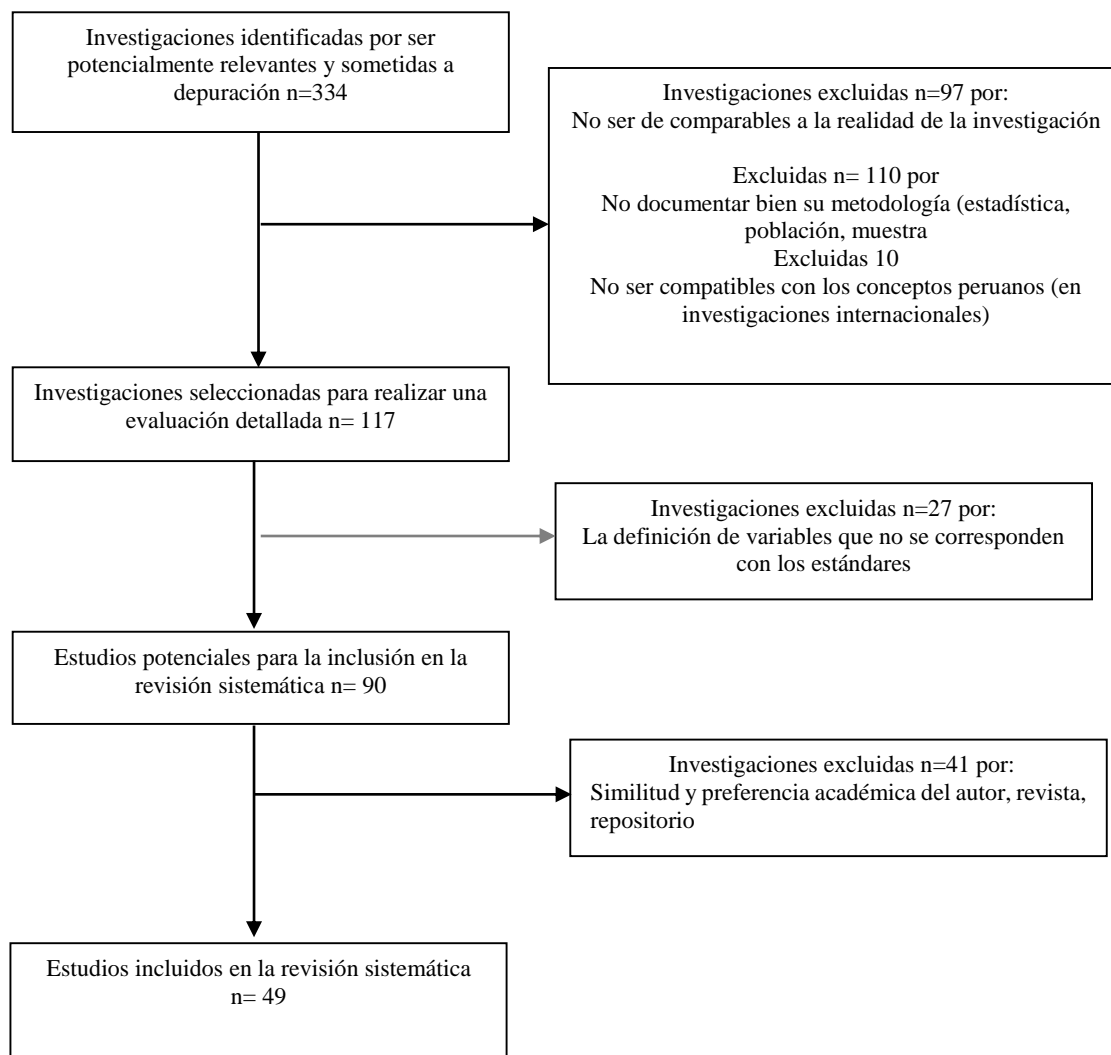 Investigaciones identificadas por ser
potencialmente relevantes y sometidas a
depuración n=334
Investigaciones excluidas n=97 por:
No ser de comparables a la realidad de la investigación
Excluidas n= 110 por
No documentar bien su metodología (estadística,
población, muestra
Excluidas 10
No ser compatibles con los conceptos peruanos (en
investigaciones internacionales)
Investigaciones seleccionadas para realizar una
evaluación detallada n= 117
Investigaciones excluidas n=27 por:
La definición de variables que no se corresponden
con los estándares
Estudios potenciales para la inclusión en la
revisión sistemática n= 90
Investigaciones excluidas n=41 por:
Similitud y preferencia académica del autor, revista,
repositorio
Estudios incluidos en la revisión sistemática
n= 49